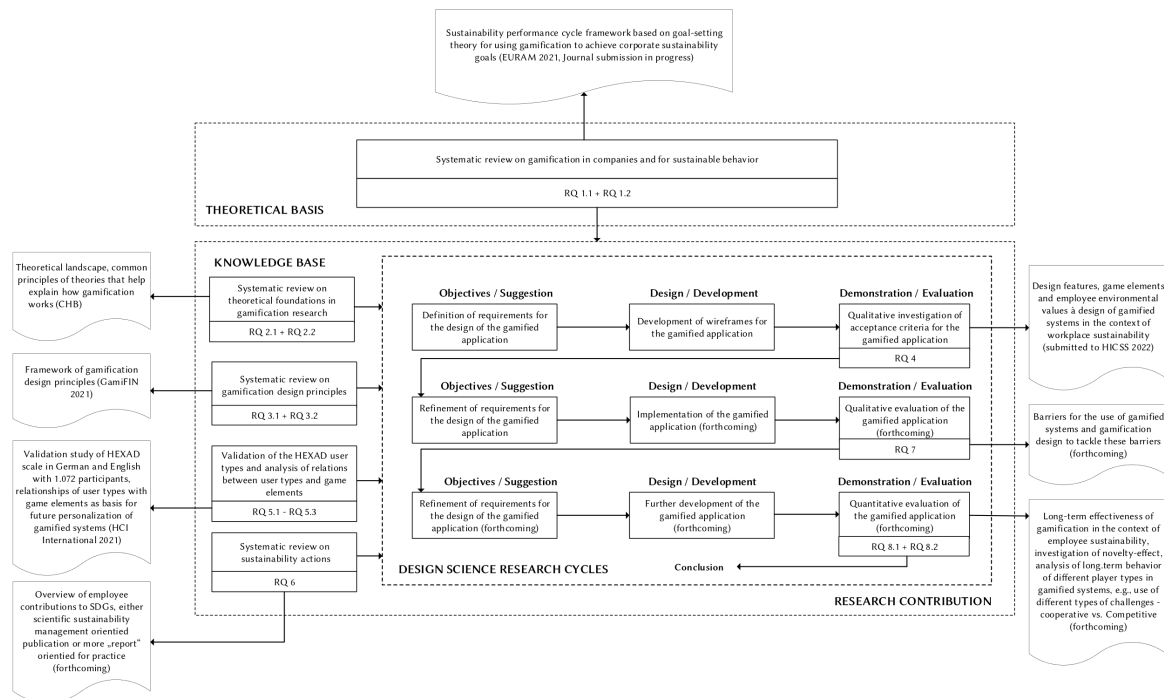 Sustainability performance cycle framework based on goal-setting
theory for using gamification to achieve corporate sustainability
goals (EURAM 2021, Journal submission in progress)
Systematic review on gamification in companies and for sustainable behavior
RQ 1.1 + RQ 1.2
THEORETICAL BASIS
KNOWLEDGE BASE
Theoretical landscape, common
principles of theories that help
explain how gamification
works (CHB)
Systematic review on
theoretical foundations in
gamification research
RQ 2.1 + RQ 2.2
Framework of gamification
design principles (GamiFIN
2021)
Systematic review on
gamification design principles
RQ 3.1 + RQ 3.2
Validation study of HEXAD
scale in German and English
with 1.072 participants,
relationships of user types with
game elements as basis for
future personalization of
gamified systems (HCI
International 2021)
Validation of the HEXAD user
types and analysis of relations
between user types and game
elements
RQ 5.1 - RQ 5.3
Systematic review on
sustainability actions
RQ 6
Overview of employee
contributions to SDGs, either
scientific sustainability
management orientied
publication or more „report“
orientied for practice
(forthcoming)
Objectives / Suggestion
Definition of requirements for
the design of the gamified
application
Design / Development
Development of wireframes for
the gamified application
Demonstration / Evaluation
Qualitative investigation of
acceptance criteria for the
gamified application
RQ 4
Design features, game elements
and employee environmental
values à design of gamified
systems in the context of
workplace sustainability
(submitted to HICSS 2022)
Objectives / Suggestion
Refinement of requirements for
the design of the gamified
application
Design / Development
Implementation of the gamified
application (forthcoming)
Demonstration / Evaluation
Qualitative evaluation of the
gamified application
(forthcoming)
RQ 7
Barriers for the use of gamified
systems and gamification
design to tackle these barriers
(forthcoming)
Objectives / Suggestion
Refinement of requirements for
the design of the gamified
application (forthcoming)
Design / Development
Further development of the
gamified application
(forthcoming)
Demonstration / Evaluation
Quantitative evaluation of
the gamified application
(forthcoming)
RQ 8.1 + RQ 8.2
Long-term effectiveness of
gamification in the context of
employee sustainability,
investigation of novelty-effect,
analysis of long.term behavior
of different player types in
gamified systems, e.g., use of
different types of challenges -
cooperative vs. Competitive
(forthcoming)
Conclusion
DESIGN SCIENCE RESEARCH CYCLES
RESEARCH CONTRIBUTION